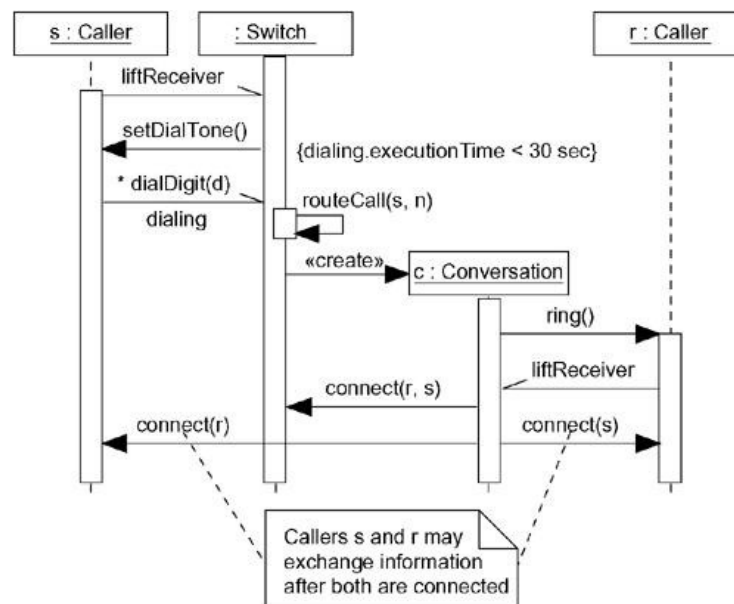 s : Caller
: Switch
r : Caller
liftReceiver
setDialTone()
{dialing.executionTime < 30 sec}
* dialDigit(d)
dialing
routeCall(s, n)
«create»
c : Conversation
ring()
liftReceiver
connect(r, s)
connect(r)
connect(s)
Callers s and r may
exchange information
after both are connected